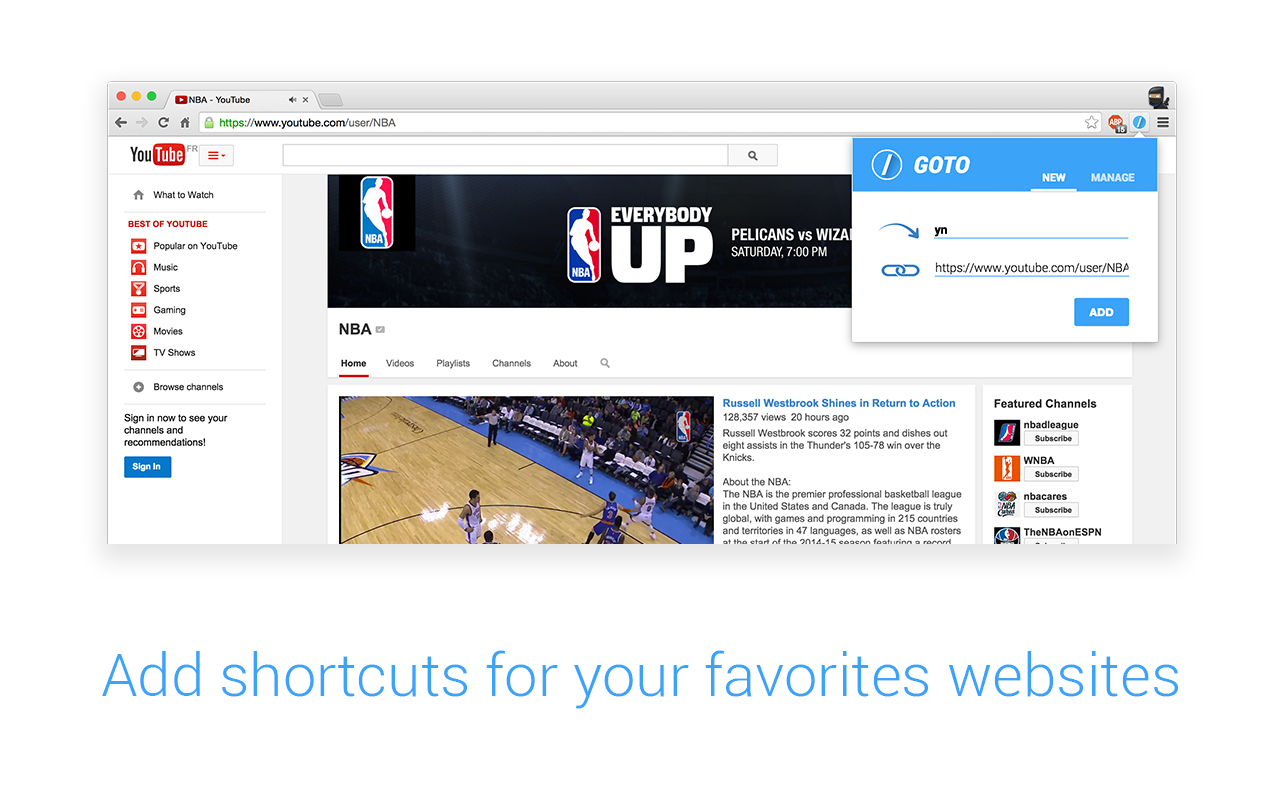 NBA - YouTube
https://www.youtube.com/user/NBA
ABP
15
YouTube FR
GOTO
NEW
MANAGE
yn
https://www.youtube.com/user/NBA
ADD
What to Watch
BEST OF YOUTUBE
Popular on YouTube
Music
Sports
Gaming
Movies
TV Shows
Browse channels
Sign in now to see your
channels and
recommendations!
Sign In
NBA
NBA
EVERYBODY
UP
PELICANS vs WIZA
SATURDAY, 7:00 PM
NBA
Home
Videos
Playlists
Channels
About
Russell Westbrook Shines in Return to Action
128,357 views 20 hours ago
Russell Westbrook scores 32 points and dishes out
eight assists in the Thunder's 105-78 win over the
Knicks.
About the NBA:
The NBA is the premier professional basketball league
in the United States and Canada. The league is truly
global, with games and programming in 215 countries
and territories in 47 languages, as well as NBA rosters
at the start of the 2014-15 season featuring a record
Featured Channels
nbadleague
Subscribe
WNBA
Subscribe
nbacares
Subscribe
TheNBAonESPN
Subscribe
Add shortcuts for your favorites websites